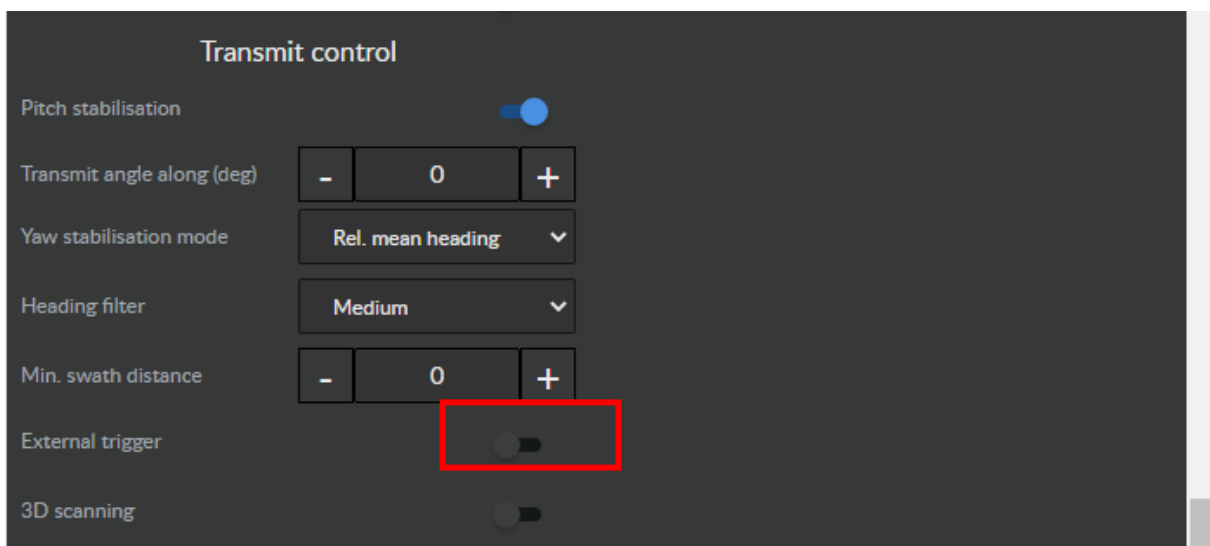 Transmit control
Pitch stabilisation
Transmit angle along (deg)
- 0 +
Yaw stabilisation mode
Rel. mean heading
Heading filter
Medium
Min. swath distance
- 0 +
External trigger
3D scanning